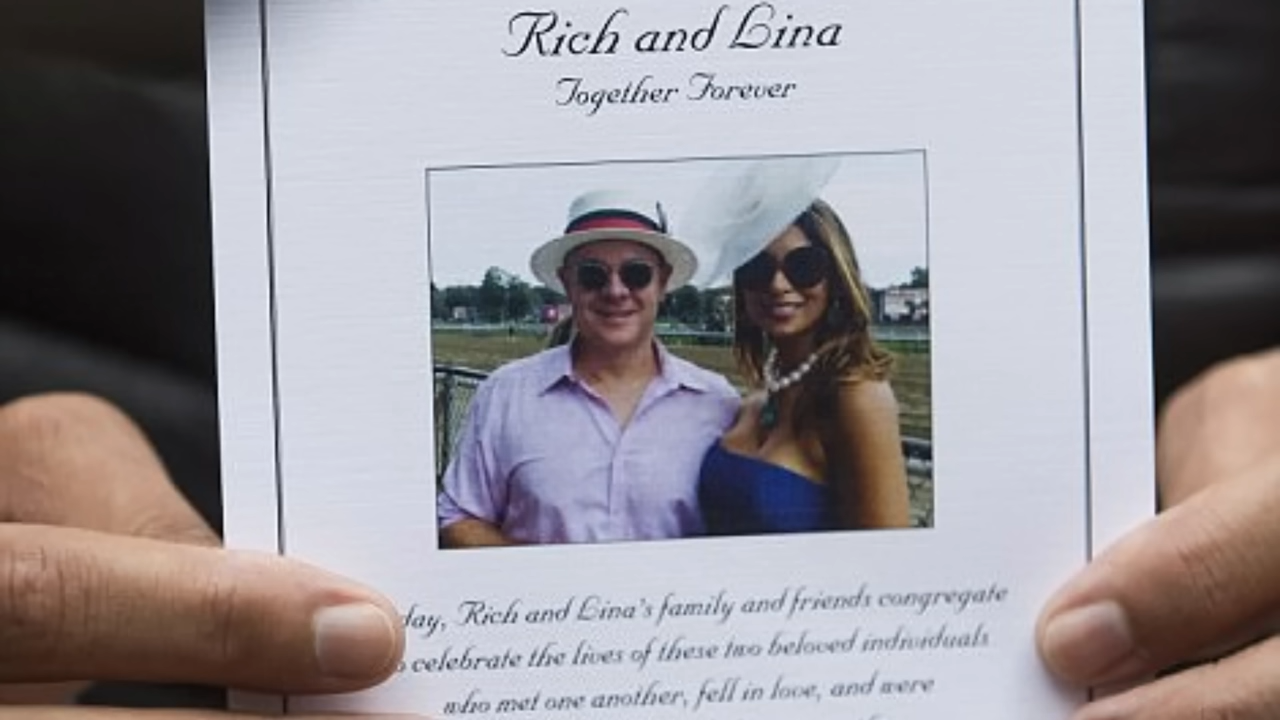 Rich and Lina
Together Forever
day, Rich and Lina's family and friends congregate
celebrate the lives of these two beloved individuals
who met one another, fell in love, and were